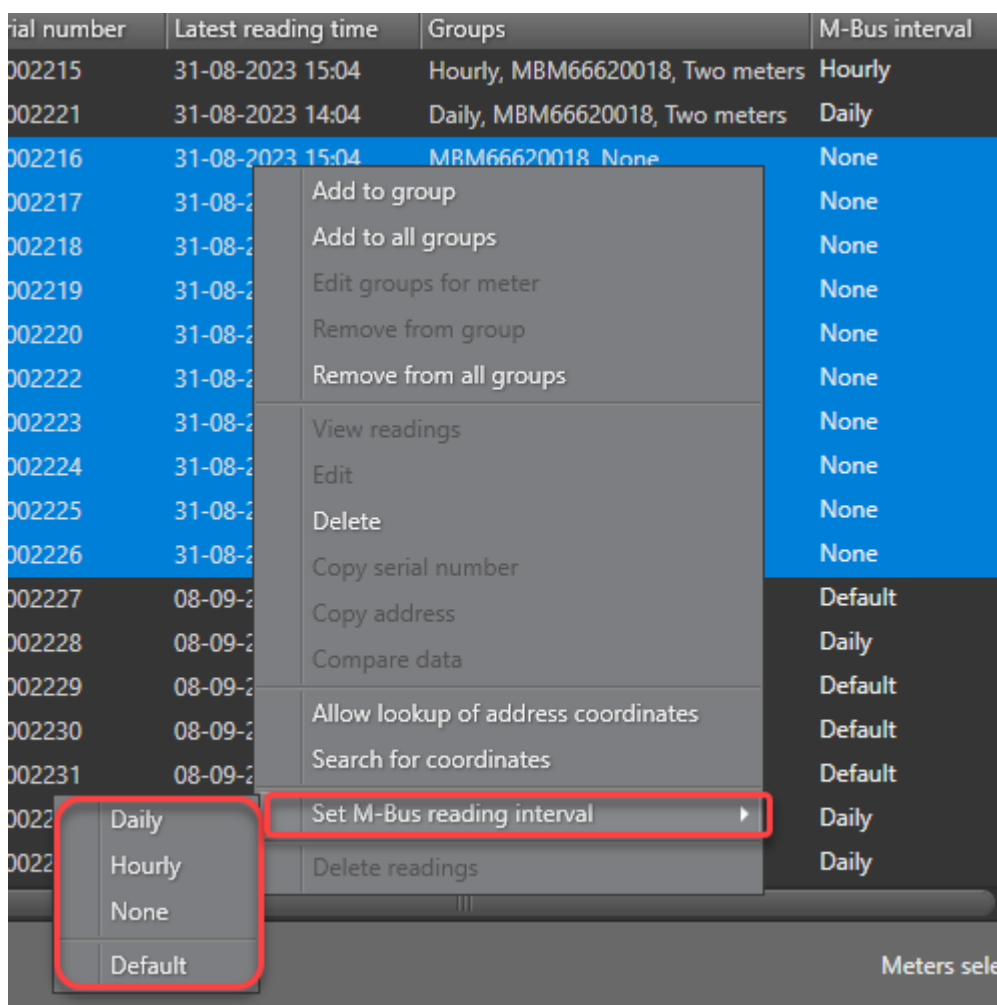 rial number Latest reading time Groups M-Bus interval
002215 31-08-2023 15:04 Hourly, MBM66620018, Two meters Hourly
002221 31-08-2023 14:04 Daily, MBM66620018, Two meters Daily
002216 31-08-2023 15:04 MBM66620018, None None
Add to group
002217 31-08-2 None
Add to all groups
002218 31-08-2 None
Edit groups for meter
002219 31-08-2 None
Remove from group
002220 31-08-2 None
Remove from all groups
002222 31-08-2 None
002223 31-08-2 View readings None
002224 31-08-2 Edit None
002225 31-08-2 Delete None
002226 31-08-2 Copy serial number None
002227 08-09-2 Copy address Default
002228 08-09-2 Compare data Daily
002229 08-09-2 Default
Allow lookup of address coordinates
002230 08-09-2 Default
Search for coordinates
002231 08-09-2 Default
0022 Daily Set M-Bus reading interval Daily
0022 Hourly Delete readings Daily
None
Default Meters sele